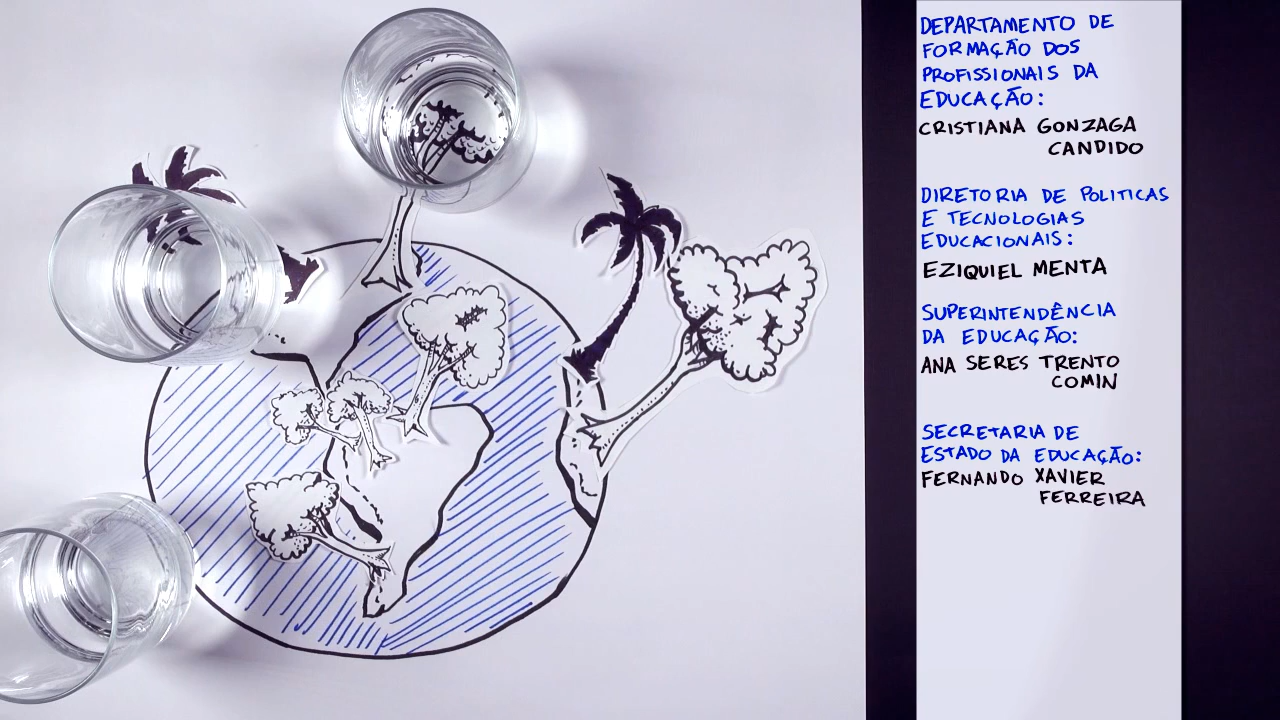 DEPARTAMENTO DE
FORMAÇÃO DOS
PROFISSIONAIS DA
EDUCAÇÃO:
CRISTIANA GONZAGA
CANDIDO
DIRETORIA DE POLITICAS
E TECNOLOGIAS
EDUCACIONAIS:
EZIQUIEL MENTA
SUPERINTENDÊNCIA
DA EDUCAÇÃO:
ANA SERES TRENTO
COMIN
SECRETARIA DE
ESTADO DA EDUCAÇÃO:
FERNANDO XAVIER
FERREIRA